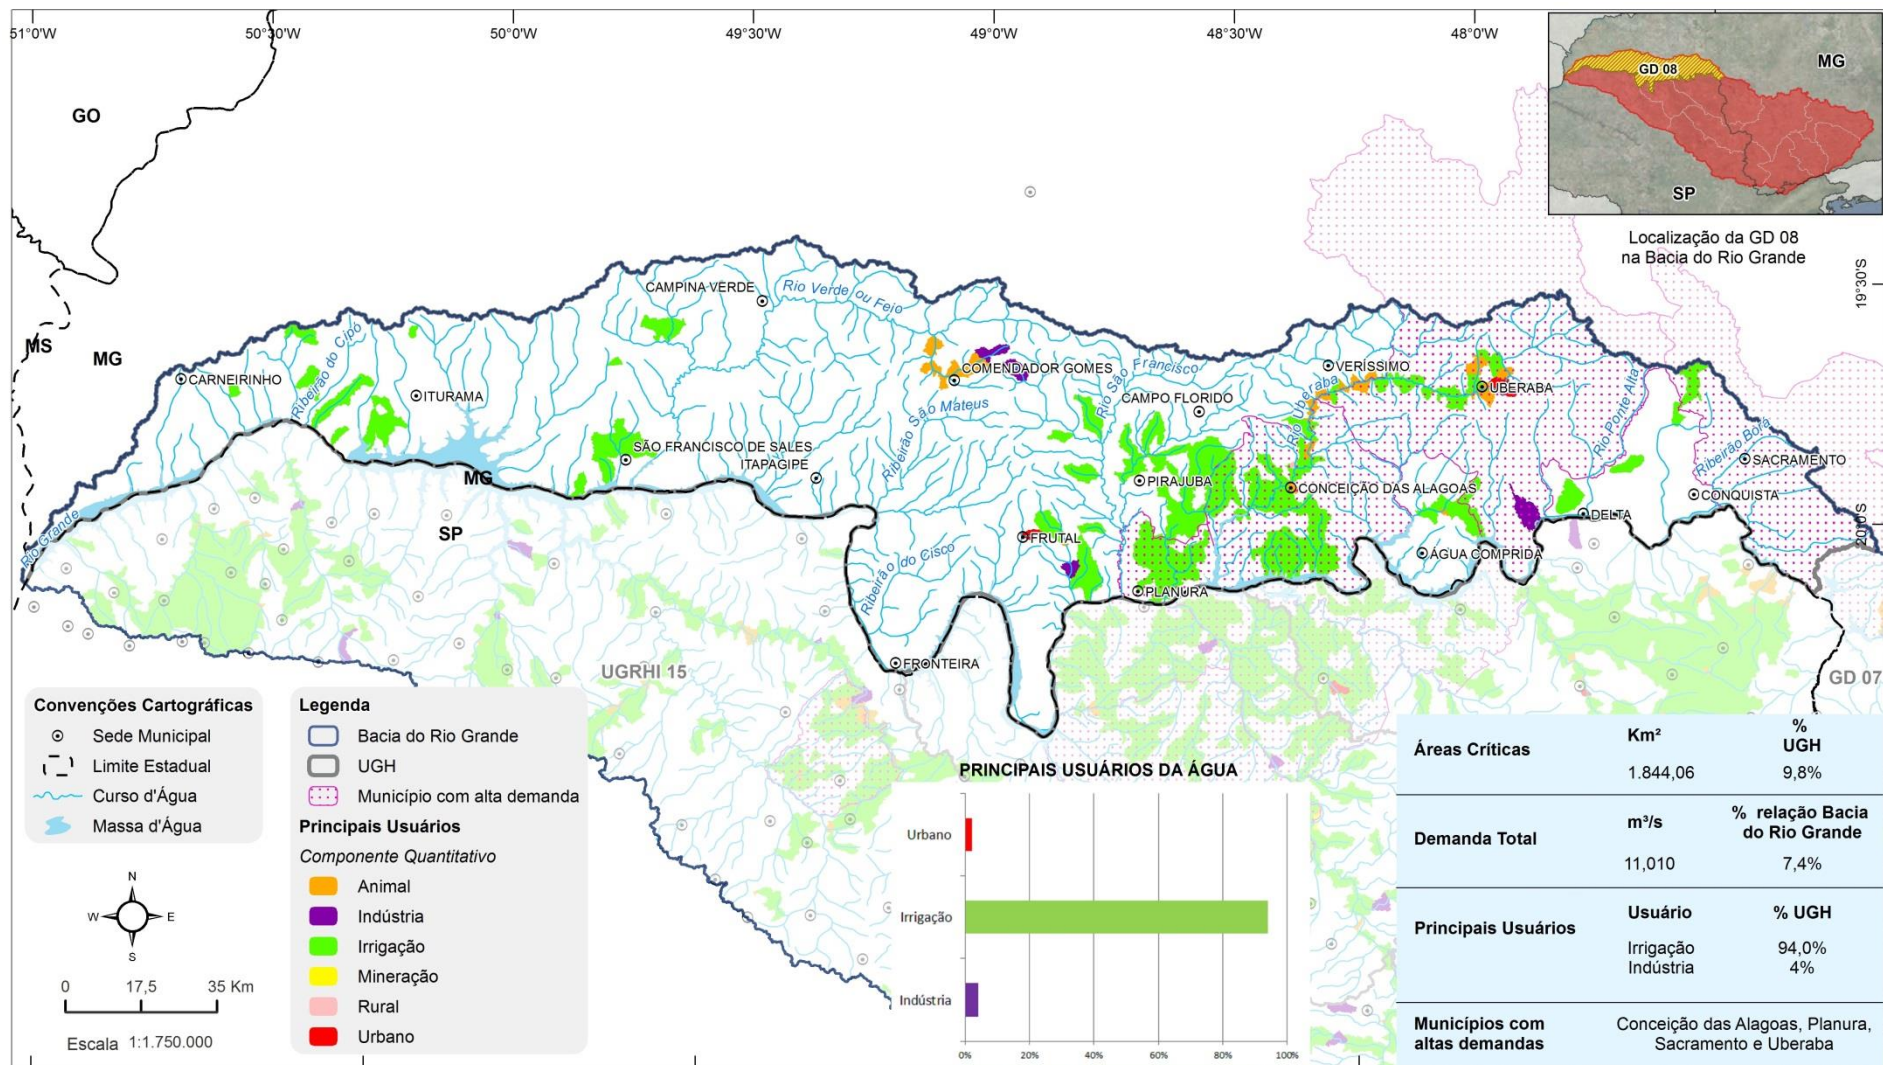 51°0'W
50°30'W
50°0'W
49°30'W
49°0'W
48°30'W
48°0'W
GO
MS
MG
MG
SP
GD 08
MG
SP
Localização da GD 08
na Bacia do Rio Grande
19°30'S
20°0'S
CAMPINA VERDE
Rio Verde ou Feio
Ribeirão do Cipó
CARNEIRINHO
ITURAMA
COMENDADOR GOMES
Rio São Francisco
VERÍSSIMO
UBERABA
Rio Uberaba
CAMPO FLORIDO
Ribeirão São Mateus
Rio Ponte Alta
SÃO FRANCISCO DE SALES
ITAPAGIPE
PIRAJUBA
CONCEIÇÃO DAS ALAGOAS
Ribeirão Borá
SACRAMENTO
CONQUISTA
DELTA
Rio Grande
FRUTAL
ÁGUA COMPRIDA
Ribeirão do Cisco
PLANURA
FRONTEIRA
UGRHI 15
GD 07
Convenções Cartográficas
Sede Municipal
Limite Estadual
Curso d'Água
Massa d'Água
N
W
E
S
0
17,5
35 Km
Escala 1:1.750.000
Legenda
Bacia do Rio Grande
UGH
Município com alta demanda
Principais Usuários
Componente Quantitativo
Animal
Indústria
Irrigação
Mineração
Rural
Urbano
PRINCIPAIS USUÁRIOS DA ÁGUA
Urbano
Irrigação
Indústria
0%
20%
40%
60%
80%
100%
Áreas Críticas
Km²
%
UGH
1.844,06
9,8%
Demanda Total
m³/s
% relação Bacia
do Rio Grande
11,010
7,4%
Principais Usuários
Usuário
% UGH
Irrigação
94,0%
Indústria
4%
Municípios com
altas demandas
Conceição das Alagoas, Planura,
Sacramento e Uberaba